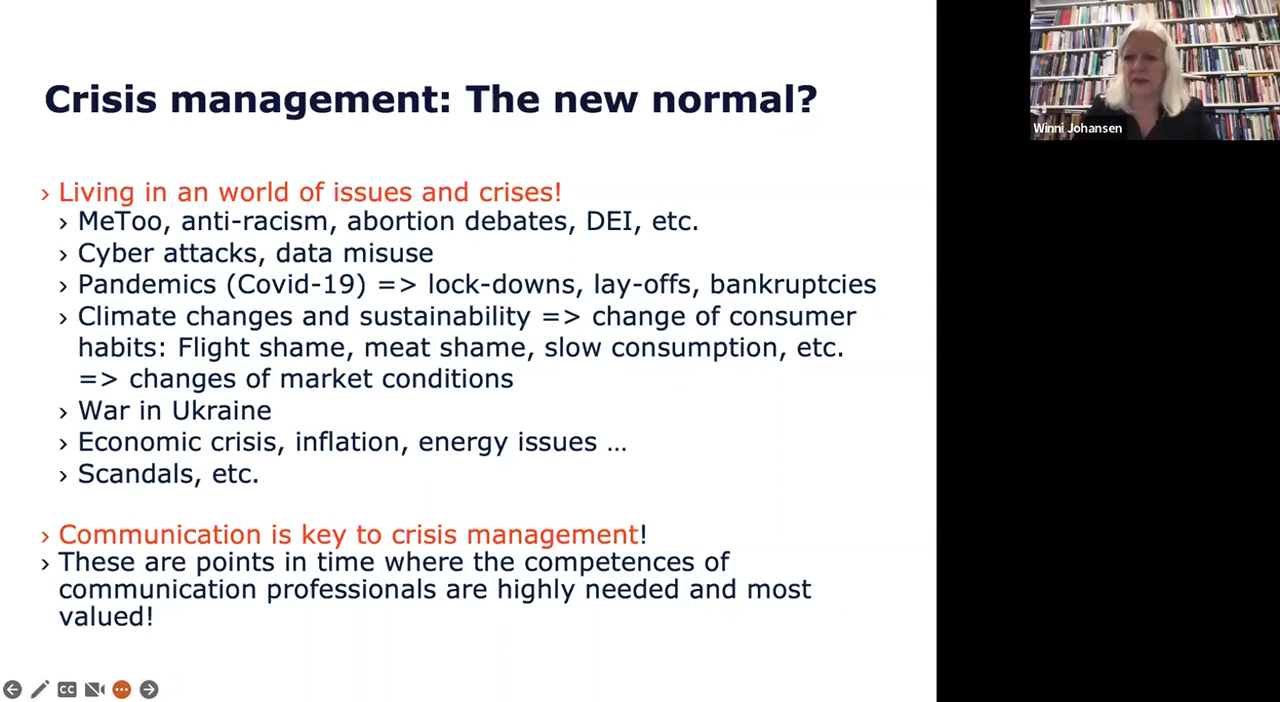 Crisis management: The new normal?
Winni Johansen
› Living in an world of issues and crises!
› MeToo, anti-racism, abortion debates, DEI, etc.
› Cyber attacks, data misuse
› Pandemics (Covid-19) => lock-downs, lay-offs, bankruptcies
› Climate changes and sustainability => change of consumer
habits: Flight shame, meat shame, slow consumption, etc.
=> changes of market conditions
› War in Ukraine
› Economic crisis, inflation, energy issues …
› Scandals, etc.
› Communication is key to crisis management!
› These are points in time where the competences of
communication professionals are highly needed and most
valued!
CC